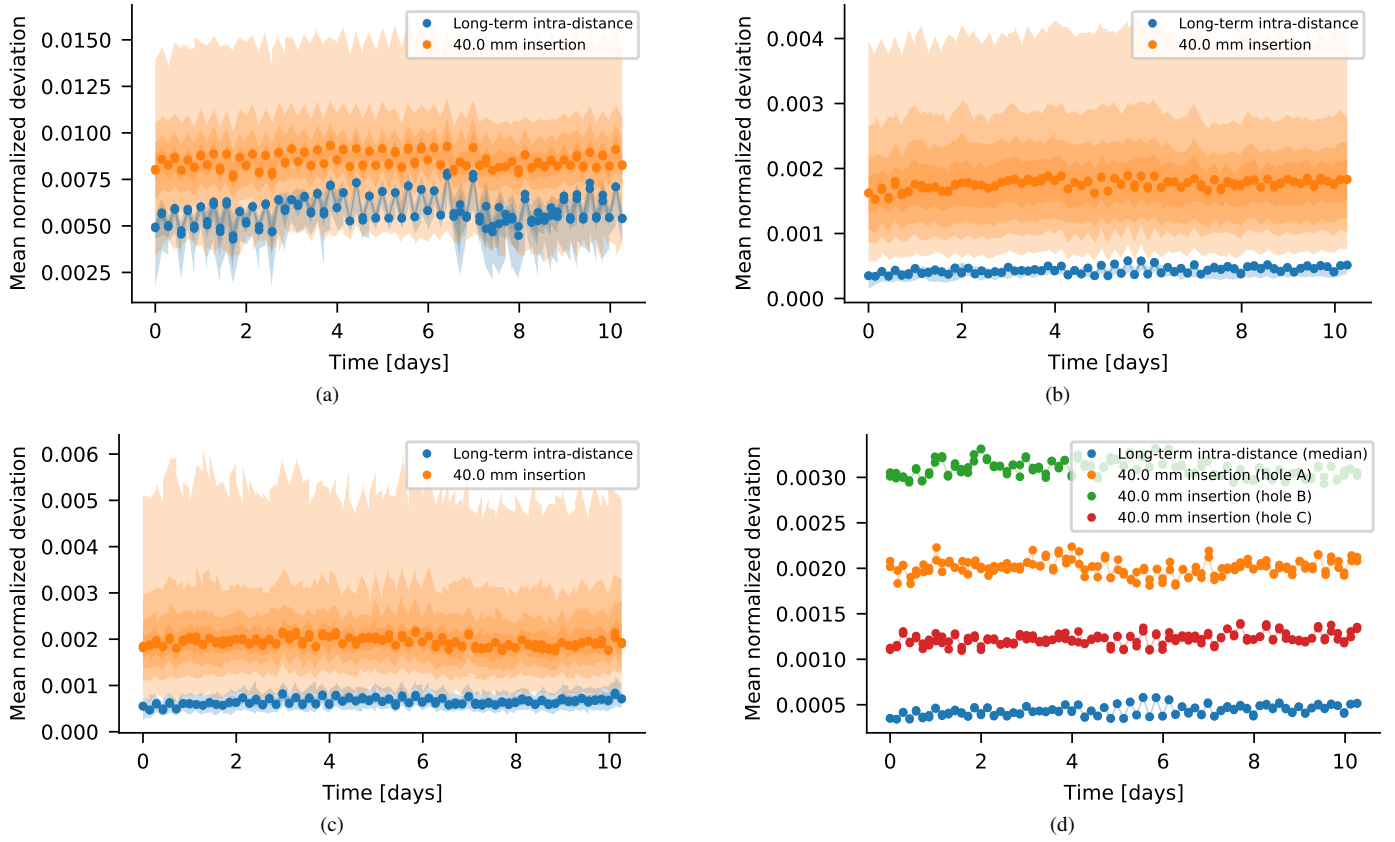 Mean normalized deviation
0.0150
0.0125
0.0100
0.0075
0.0050
0.0025
Long-term intra-distance
40.0 mm insertion
0 2 4 6 8 10
Time [days]
(a)
Mean normalized deviation
0.004
0.003
0.002
0.001
0.000
Long-term intra-distance
40.0 mm insertion
0 2 4 6 8 10
Time [days]
(b)
Mean normalized deviation
0.006
0.005
0.004
0.003
0.002
0.001
0.000
Long-term intra-distance
40.0 mm insertion
0 2 4 6 8 10
Time [days]
(c)
Mean normalized deviation
0.0030
0.0025
0.0020
0.0015
0.0010
0.0005
Long-term intra-distance (median)
40.0 mm insertion (hole A)
40.0 mm insertion (hole B)
40.0 mm insertion (hole C)
0 2 4 6 8 10
Time [days]
(d)